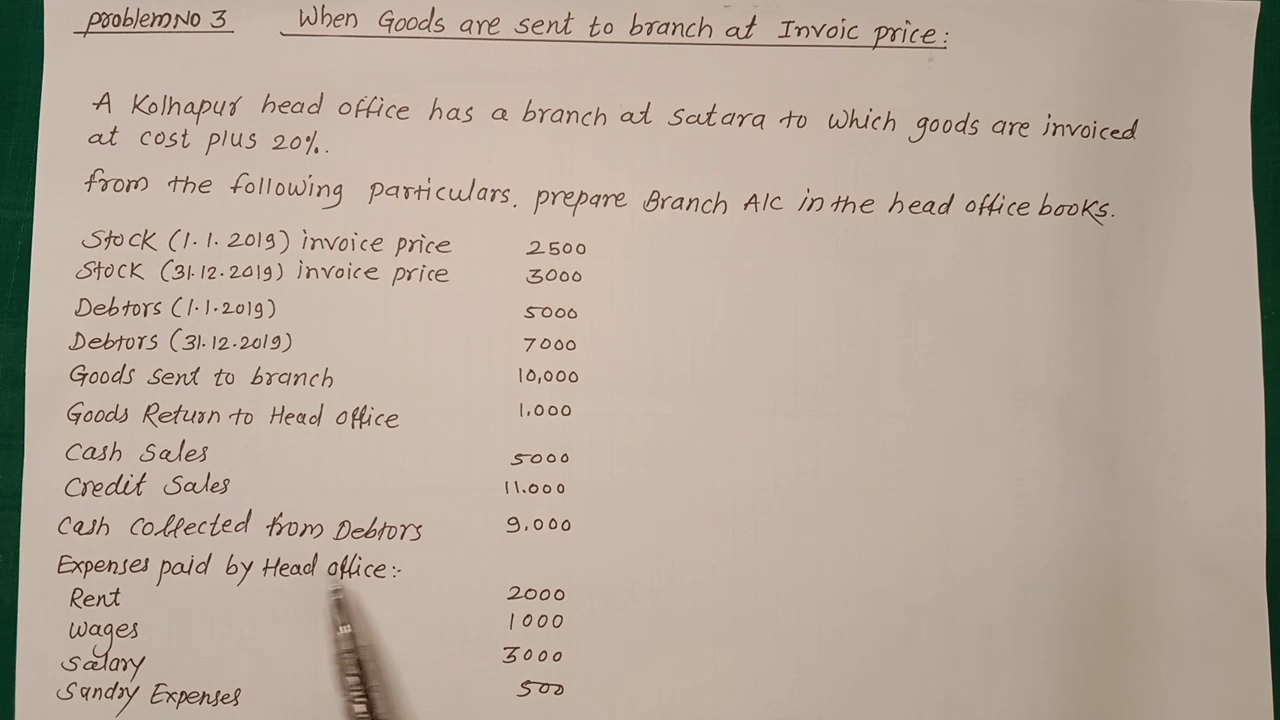 problem No 3 When Goods are sent to branch at Invoic price:
A Kolhapur head office has a branch at Satara to which goods are invoiced
at cost plus 20%.
from the following particulars. prepare Branch A/C in the head office books.
Stock (1.1.2019) invoice price 2500
Stock (31.12.2019) invoice price 3000
Debtors (1.1.2019) 5000
Debtors (31.12.2019) 7000
Goods sent to branch 10,000
Goods Return to Head office 1,000
Cash Sales 5000
Credit Sales 11.000
Cash collected from Debtors 9,000
Expenses paid by Head office:-
Rent 2000
Wages 1000
Salary 3000
Sandry Expenses 500